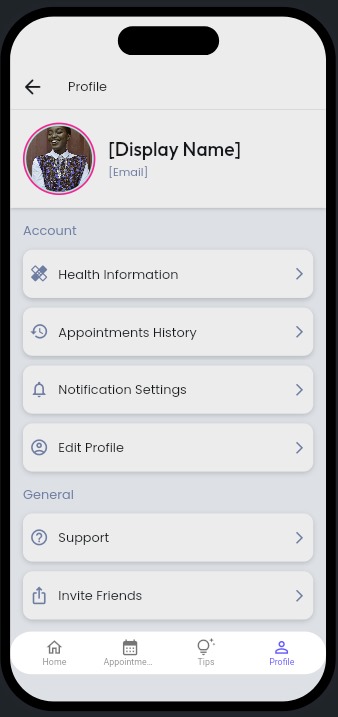 Profile
[Display Name]
[Email]
Account
Health Information
Appointments History
Notification Settings
Edit Profile
General
Support
Invite Friends
Home
Appointme...
Tips
Profile